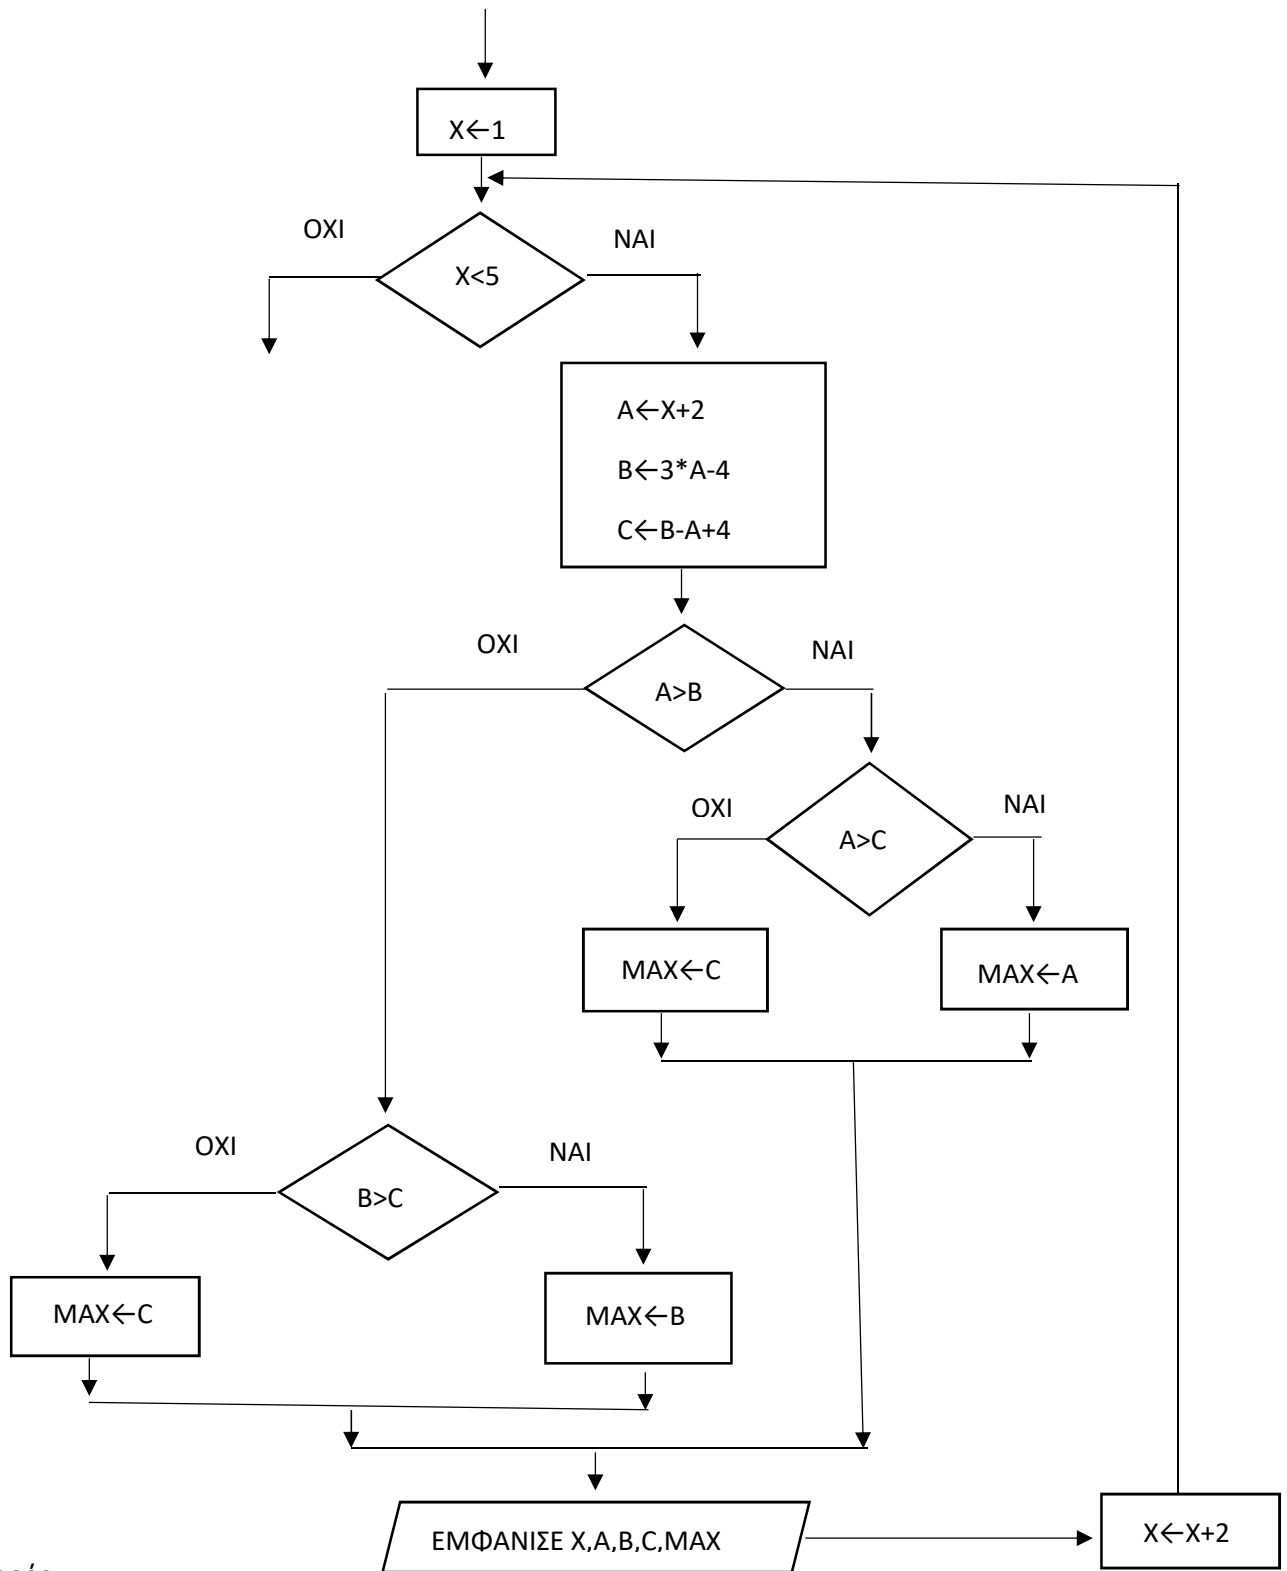 X←1
ΟΧΙ
ΝΑΙ
X<5
A←X+2
B←3*A-4
C←B-A+4
ΟΧΙ
ΝΑΙ
A>B
ΟΧΙ
ΝΑΙ
A>C
MAX←C
MAX←A
ΟΧΙ
ΝΑΙ
B>C
MAX←C
MAX←B
ΕΜΦΑΝΙΣΕ X,A,B,C,MAX
X←X+2